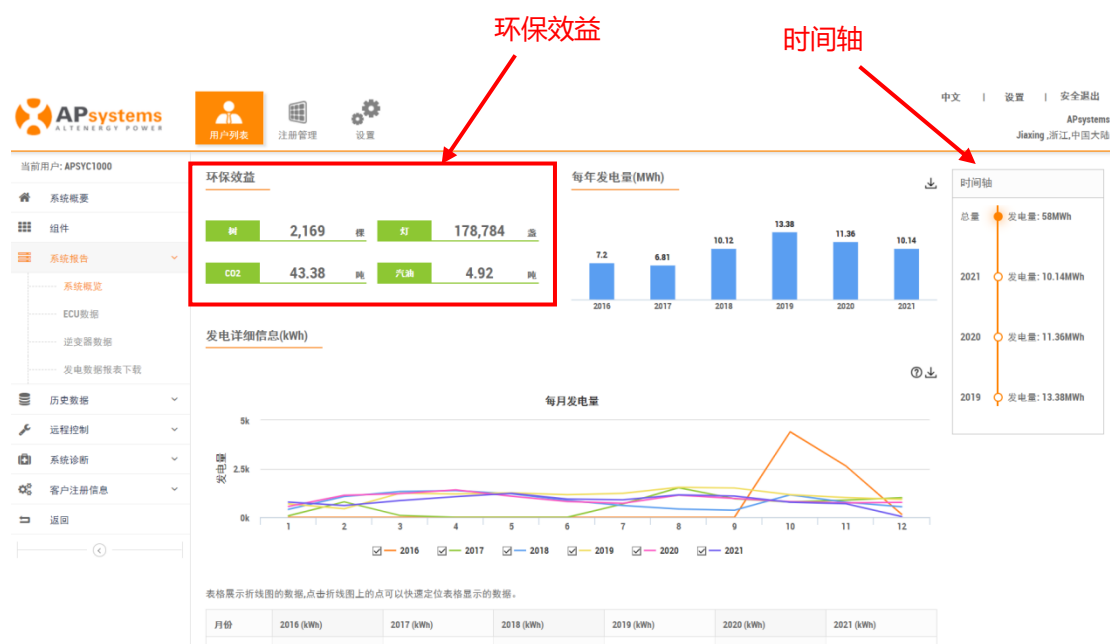 环保效益
时间轴
APsystems
ALTENERGY POWER
用户列表
注册管理
设置
中文 | 设置 | 安全退出
APsystems
Jiaxing ,浙江,中国大陆
当前用户: APSYC1000
系统概要
组件
系统报告
系统概览
ECU数据
逆变器数据
发电数据报表下载
历史数据
远程控制
系统诊断
客户注册信息
返回
环保效益
树 2,169 棵 灯 178,784 盏
CO2 43.38 吨 汽油 4.92 吨
每年发电量(MWh)
7.2 6.81 10.12 13.38 11.36 10.14
2016 2017 2018 2019 2020 2021
时间轴
总量 发电量: 58MWh
2021 发电量: 10.14MWh
2020 发电量: 11.36MWh
2019 发电量: 13.38MWh
发电详细信息(kWh)
每月发电量
发电量
5k
2.5k
0k
1 2 3 4 5 6 7 8 9 10 11 12
2016 2017 2018 2019 2020 2021
表格展示折线图的数据,点击折线图上的点可以快速定位表格显示的数据。
月份 2016 (kWh) 2017 (kWh) 2018 (kWh) 2019 (kWh) 2020 (kWh) 2021 (kWh)